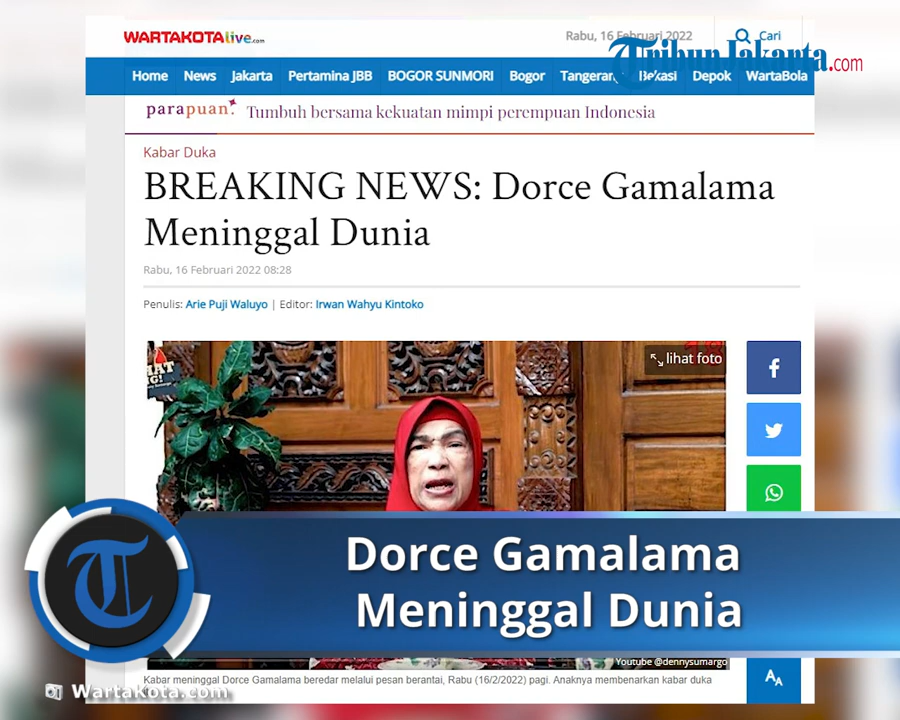 WARTAKOTAlive.com
Rabu, 16 Februari 2022
Cari
TribunJakarta.com
Home News Jakarta Pertamina JBB BOGOR SUNMORI Bogor Tangerang Bekasi Depok WartaBola
parapuan. Tumbuh bersama kekuatan mimpi perempuan Indonesia
Kabar Duka
BREAKING NEWS: Dorce Gamalama
Meninggal Dunia
Rabu, 16 Februari 2022 08:28
Penulis: Arie Puji Waluyo | Editor: Irwan Wahyu Kintoko
lihat foto
Dorce Gamalama
Meninggal Dunia
T
Youtube @dennysumargo
Kabar meninggal Dorce Gamalama beredar melalui pesan berantai, Rabu (16/2/2022) pagi. Anaknya membenarkan kabar duka
AA
WartaKota.com